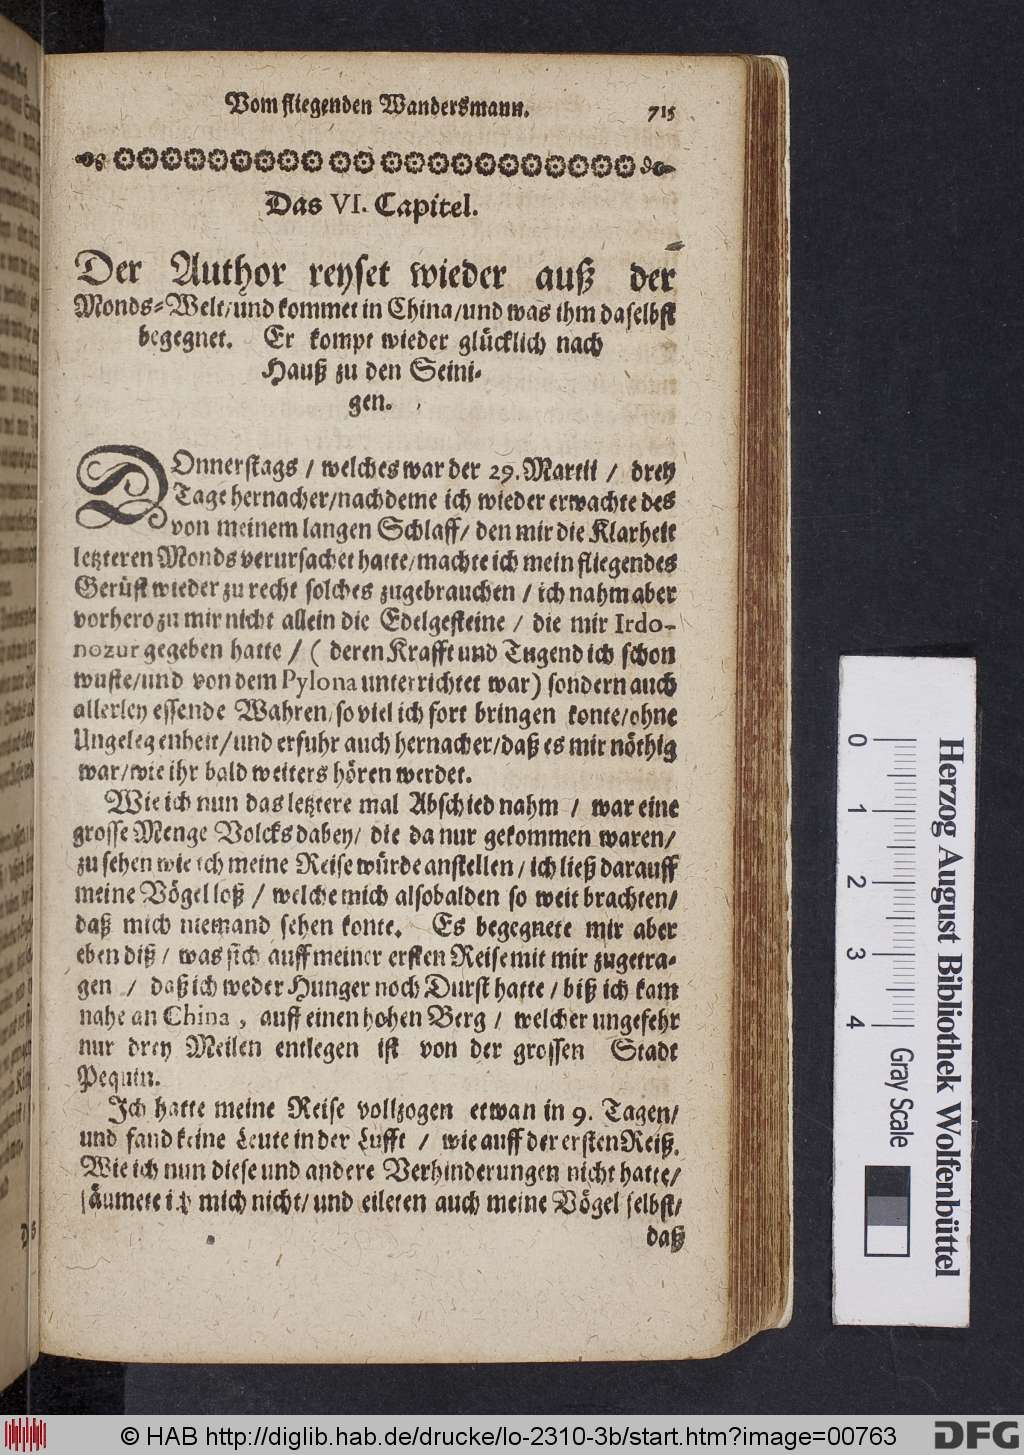 Vom fliegenden Wandersmann. 715
Das VI. Capitel.
Der Author reyset wieder auß der
Monds-Welt/und kommet in China/und was ihm daselbst
begegnet. Er kompt wieder glücklich nach
Hauß zu den Seini-
gen.
DOnnerstags / welches war der 29. Martii / drey
Tage hernacher/nachdeme ich wieder erwachte des
von meinem langen Schlaff/ den mir die Klarheit
letzteren Monds verursachet hatte/machte ich mein fliegendes
Gerüst wieder zu recht solches zugebrauchen / ich nahm aber
vorhero zu mir nicht allein die Edelgesteine / die mir Irdo-
nozur gegeben hatte / ( deren Krafft und Tugend ich schon
wuste/und von dem Pylona unterrichtet war) sondern auch
allerley essende Wahren/so viel ich fort bringen konte/ohne
Ungelegenheit/und erfuhr auch hernacher/daß es mir nöthig
war/wie ihr bald weiters hören werdet.
Wie ich nun das letztere mal Abschied nahm / war eine
grosse Menge Volcks dabey/ die da nur gekommen waren/
zu sehen wie ich meine Reise würde anstellen/ich ließ darauff
meine Vögel loß / welche mich alsobalden so weit brachten/
daß mich niemand sehen konte. Es begegnete mir aber
eben diß/ was sich auff meiner ersten Reise mit mir zugetra-
gen / daß ich weder Hunger noch Durst hatte / biß ich kam
nahe an China, auff einen hohen Berg / welcher ungefehr
nur drey Meilen entlegen ist von der grossen Stadt
Pequin.
Ich hatte meine Reise vollzogen etwan in 9. Tagen/
und fand keine Leute in der Lufft / wie auff der ersten Reiß.
Wie ich nun diese und andere Verhinderungen nicht hatte/
säumete ich mich nicht/ und eileten auch meine Vögel selbst/
daß
0 1 2 3 4
Gray Scale
Herzog August Bibliothek Wolfenbüttel
© HAB http://diglib.hab.de/drucke/lo-2310-3b/start.htm?image=00763
DFG